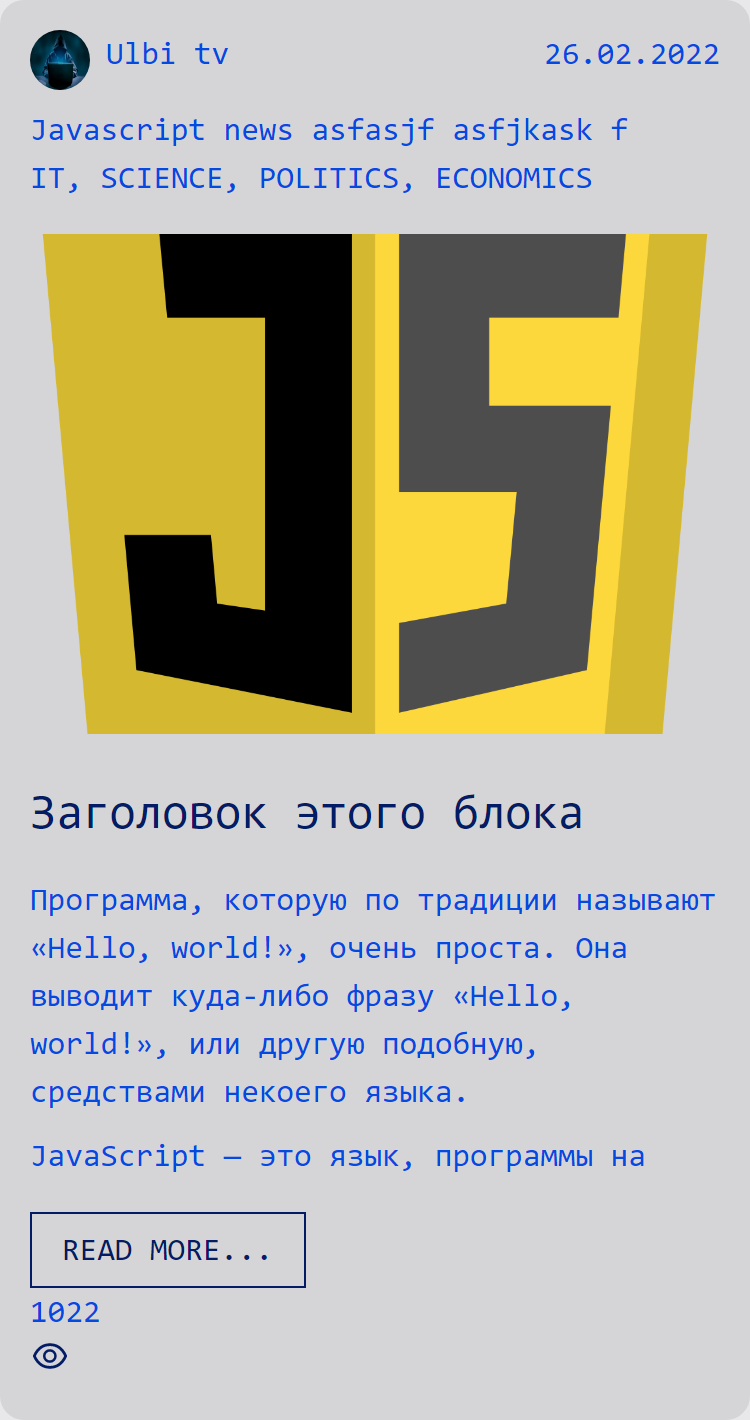 Ulbi tv 26.02.2022
Javascript news asfasjf asfjkask f
IT, SCIENCE, POLITICS, ECONOMICS
JS
Заголовок этого блока
Программа, которую по традиции называют
«Hello, world!», очень проста. Она
выводит куда-либо фразу «Hello,
world!», или другую подобную,
средствами некоего языка.
JavaScript — это язык, программы на
READ MORE...
1022